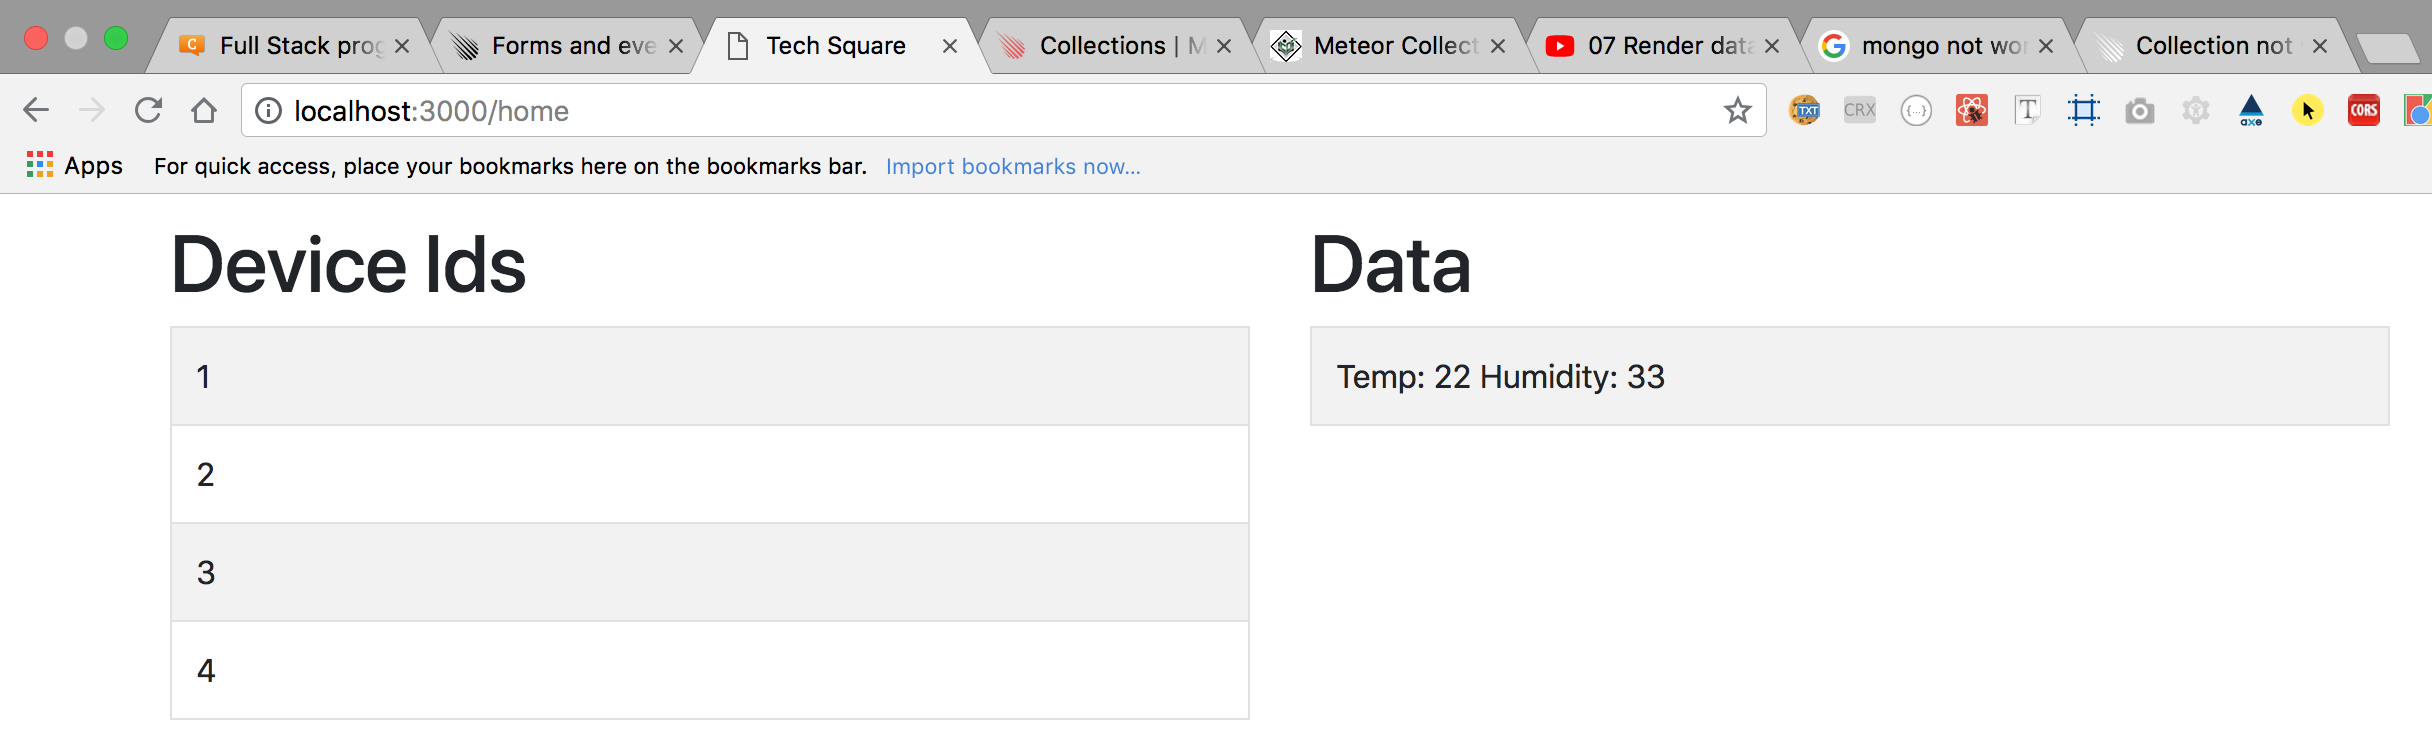 Full Stack prog
Forms and eve
Tech Square
Collections | M
Meteor Collect
07 Render data
mongo not wor
Collection not
localhost:3000/home
TXT
CRX
{...}
T
axe
CORS
Apps
For quick access, place your bookmarks here on the bookmarks bar.
Import bookmarks now...
Device Ids
Data
1
Temp: 22 Humidity: 33
2
3
4